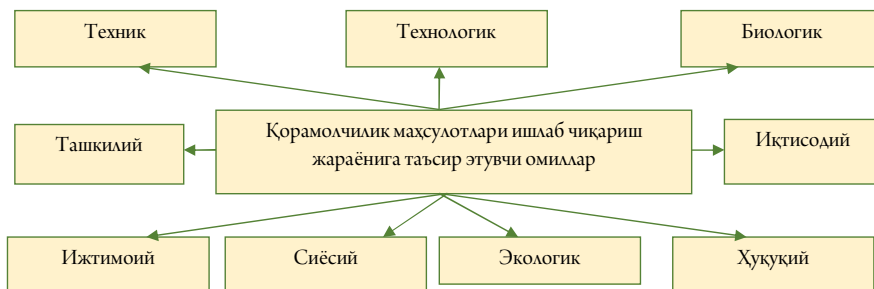 Техник
Технологик
Биологик
Қорамолчилик маҳсулотлари ишлаб чиқариш
жараёнига таъсир этувчи омиллар
Ташкилий
Иқтисодий
Ижтимоий
Сиёсий
Экологик
Ҳуқуқий